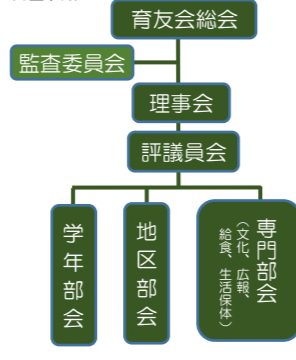 育友会総会
監査委員会
理事会
評議員会
学年部会
地区部会
専門部会
（文化、広報、
給食、生活保体）